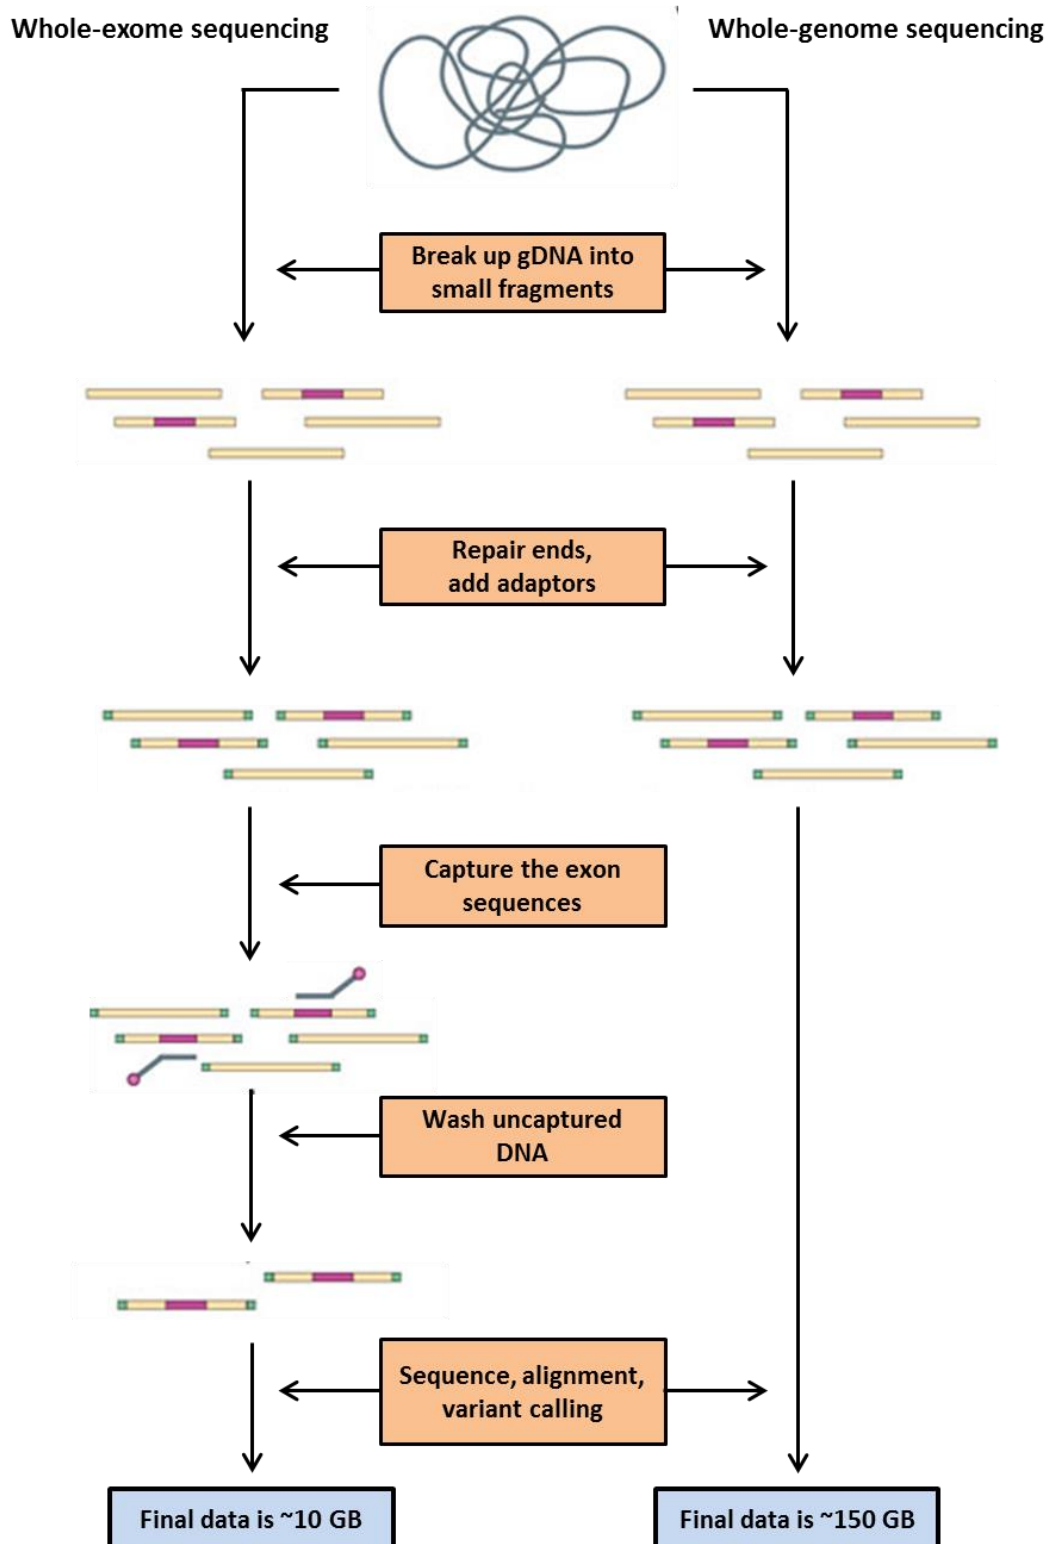 Whole-exome sequencing
Whole-genome sequencing
Break up gDNA into
small fragments
Repair ends,
add adaptors
Capture the exon
sequences
Wash uncaptured
DNA
Sequence, alignment,
variant calling
Final data is ~10 GB
Final data is ~150 GB